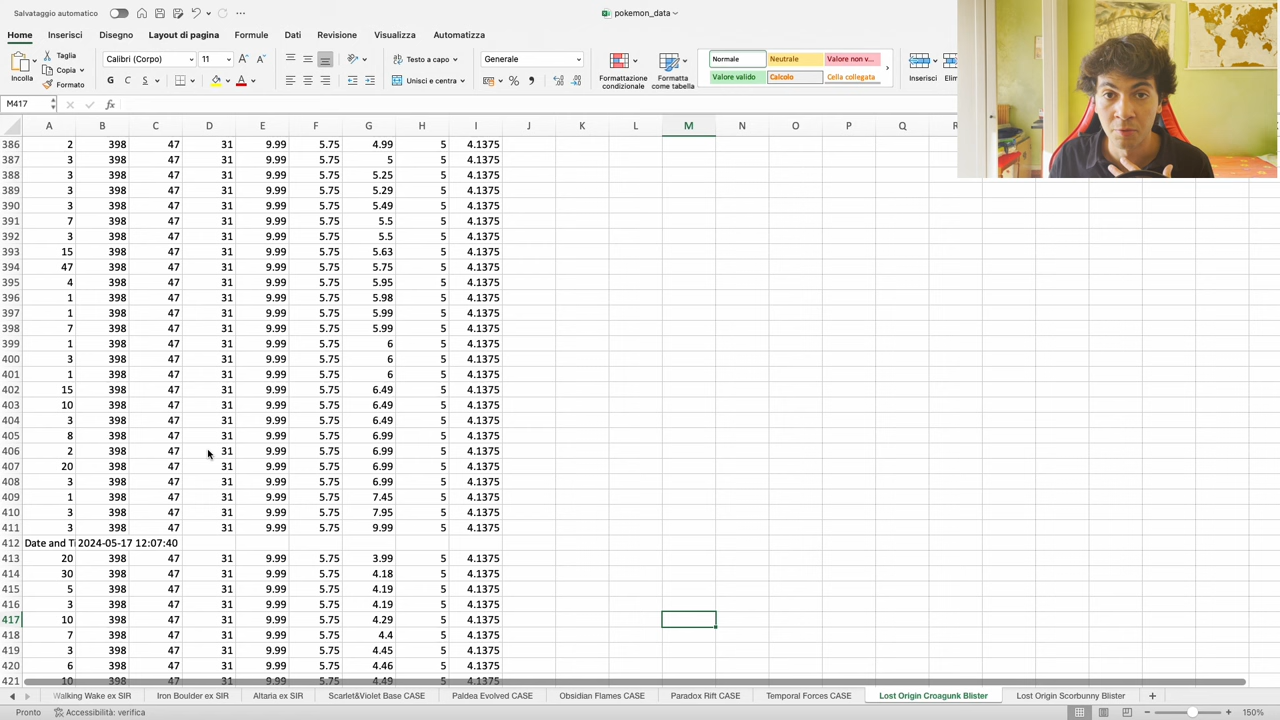 Salvataggio automatico
pokemon_data
Home Inserisci Disegno Layout di pagina Formule Dati Revisione Visualizza Automatizza
Incolla
Taglia
Copia
Formato
Calibri (Corpo) 11
G C S
Testo a capo
Unisci e centra
Generale
Formattazione condizionale
Formatta come tabella
Normale Neutrale Valore non v...
Valore valido Calcolo Cella collegata
Inserisci
M417 fx
A B C D E F G H I J K L M N O P Q R
386 2 398 47 31 9.99 5.75 4.99 5 4.1375
387 3 398 47 31 9.99 5.75 5 5 4.1375
388 3 398 47 31 9.99 5.75 5.25 5 4.1375
389 3 398 47 31 9.99 5.75 5.29 5 4.1375
390 3 398 47 31 9.99 5.75 5.49 5 4.1375
391 7 398 47 31 9.99 5.75 5.5 5 4.1375
392 3 398 47 31 9.99 5.75 5.5 5 4.1375
393 15 398 47 31 9.99 5.75 5.63 5 4.1375
394 47 398 47 31 9.99 5.75 5.75 5 4.1375
395 4 398 47 31 9.99 5.75 5.95 5 4.1375
396 1 398 47 31 9.99 5.75 5.98 5 4.1375
397 1 398 47 31 9.99 5.75 5.99 5 4.1375
398 7 398 47 31 9.99 5.75 5.99 5 4.1375
399 1 398 47 31 9.99 5.75 6 5 4.1375
400 3 398 47 31 9.99 5.75 6 5 4.1375
401 1 398 47 31 9.99 5.75 6 5 4.1375
402 15 398 47 31 9.99 5.75 6.49 5 4.1375
403 10 398 47 31 9.99 5.75 6.49 5 4.1375
404 3 398 47 31 9.99 5.75 6.49 5 4.1375
405 8 398 47 31 9.99 5.75 6.99 5 4.1375
406 2 398 47 31 9.99 5.75 6.99 5 4.1375
407 20 398 47 31 9.99 5.75 6.99 5 4.1375
408 3 398 47 31 9.99 5.75 6.99 5 4.1375
409 1 398 47 31 9.99 5.75 7.45 5 4.1375
410 3 398 47 31 9.99 5.75 7.95 5 4.1375
411 3 398 47 31 9.99 5.75 9.99 5 4.1375
412 Date and T 2024-05-17 12:07:40
413 20 398 47 31 9.99 5.75 3.99 5 4.1375
414 30 398 47 31 9.99 5.75 4.18 5 4.1375
415 5 398 47 31 9.99 5.75 4.19 5 4.1375
416 3 398 47 31 9.99 5.75 4.19 5 4.1375
417 10 398 47 31 9.99 5.75 4.29 5 4.1375
418 7 398 47 31 9.99 5.75 4.4 5 4.1375
419 3 398 47 31 9.99 5.75 4.45 5 4.1375
420 6 398 47 31 9.99 5.75 4.46 5 4.1375
421 10 398 47 31 9.99 5.75 4.49 5 4.1375
Walking Wake ex SIR Iron Boulder ex SIR Altaria ex SIR Scarlet&Violet Base CASE Paldea Evolved CASE Obsidian Flames CASE Paradox Rift CASE Temporal Forces CASE Lost Origin Croagunk Blister Lost Origin Scorbunny Blister
Pronto Accessibilità: verifica 150%